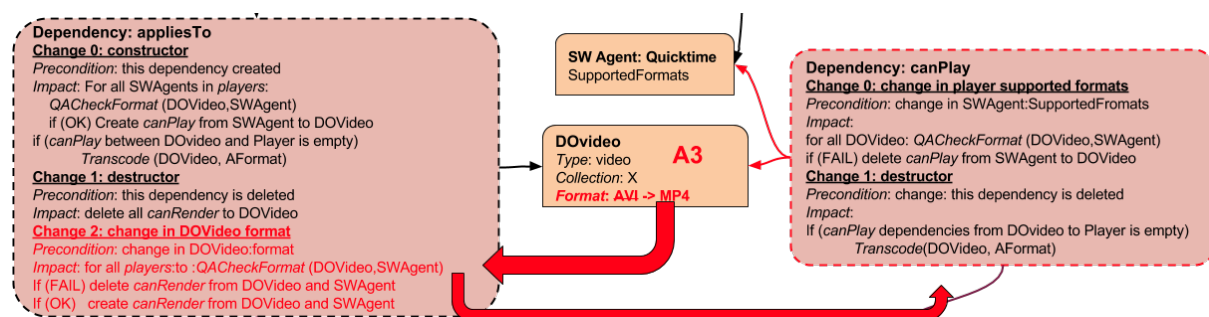 Dependency: appliesTo
Change 0: constructor
Precondition: this dependency created
Impact: For all SWAgents in players:
QACheckFormat (DOVideo,SWAgent)
if (OK) Create canPlay from SWAgent to DOVideo
if (canPlay between DOvideo and Player is empty)
Transcode (DOVideo, AFormat)
Change 1: destructor
Precondition: this dependency is deleted
Impact: delete all canRender to DOVideo
Change 2: change in DOVideo format
Precondition: change in DOVideo:format
Impact: for all players:to :QACheckFormat (DOVideo,SWAgent)
If (FAIL) delete canRender from DOVideo and SWAgent
If (OK) create canRender from DOVideo and SWAgent
SW Agent: Quicktime
SupportedFormats
DOvideo
Type: video
Collection: X
Format: AVI -> MP4
A3
Dependency: canPlay
Change 0: change in player supported formats
Precondition: change in SWAgent:SupportedFromats
Impact:
for all DOVideo: QACheckFormat (DOVideo,SWAgent)
if (FAIL) delete canPlay from SWAgent to DOVideo
Change 1: destructor
Precondition: change: this dependency is deleted
Impact:
If (canPlay dependencies from DOvideo to Player is empty)
Transcode(DOVideo, AFormat)